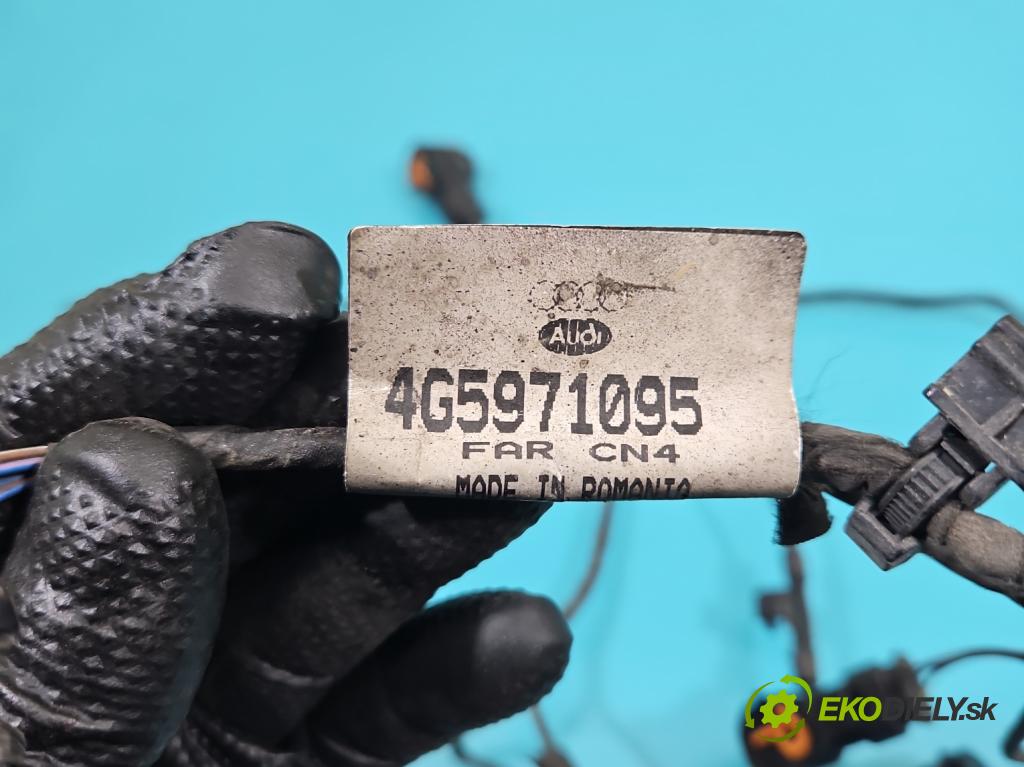 Audi
4G5971095
FAR CN4
MADE IN ROMANIA
EKODIELY.sk